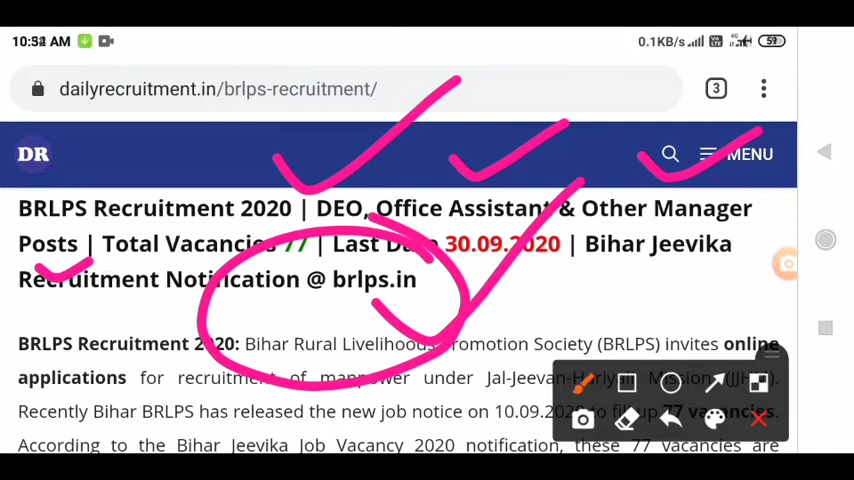 10:52 AM 0.1KB/s 4G 59
dailyrecruitment.in/brlps-recruitment/ 3
DR MENU
BRLPS Recruitment 2020 | DEO, Office Assistant & Other Manager
Posts | Total Vacancies 77 | Last Date 30.09.2020 | Bihar Jeevika
Recruitment Notification @ brlps.in
BRLPS Recruitment 2020: Bihar Rural Livelihoods Promotion Society (BRLPS) invites online
applications for recruitment of manpower under Jal-Jeevan-Hariyali Mission (JJHM).
Recently Bihar BRLPS has released the new job notice on 10.09.2020 to fill up 77 vacancies.
According to the Bihar Jeevika Job Vacancy 2020 notification, these 77 vacancies are